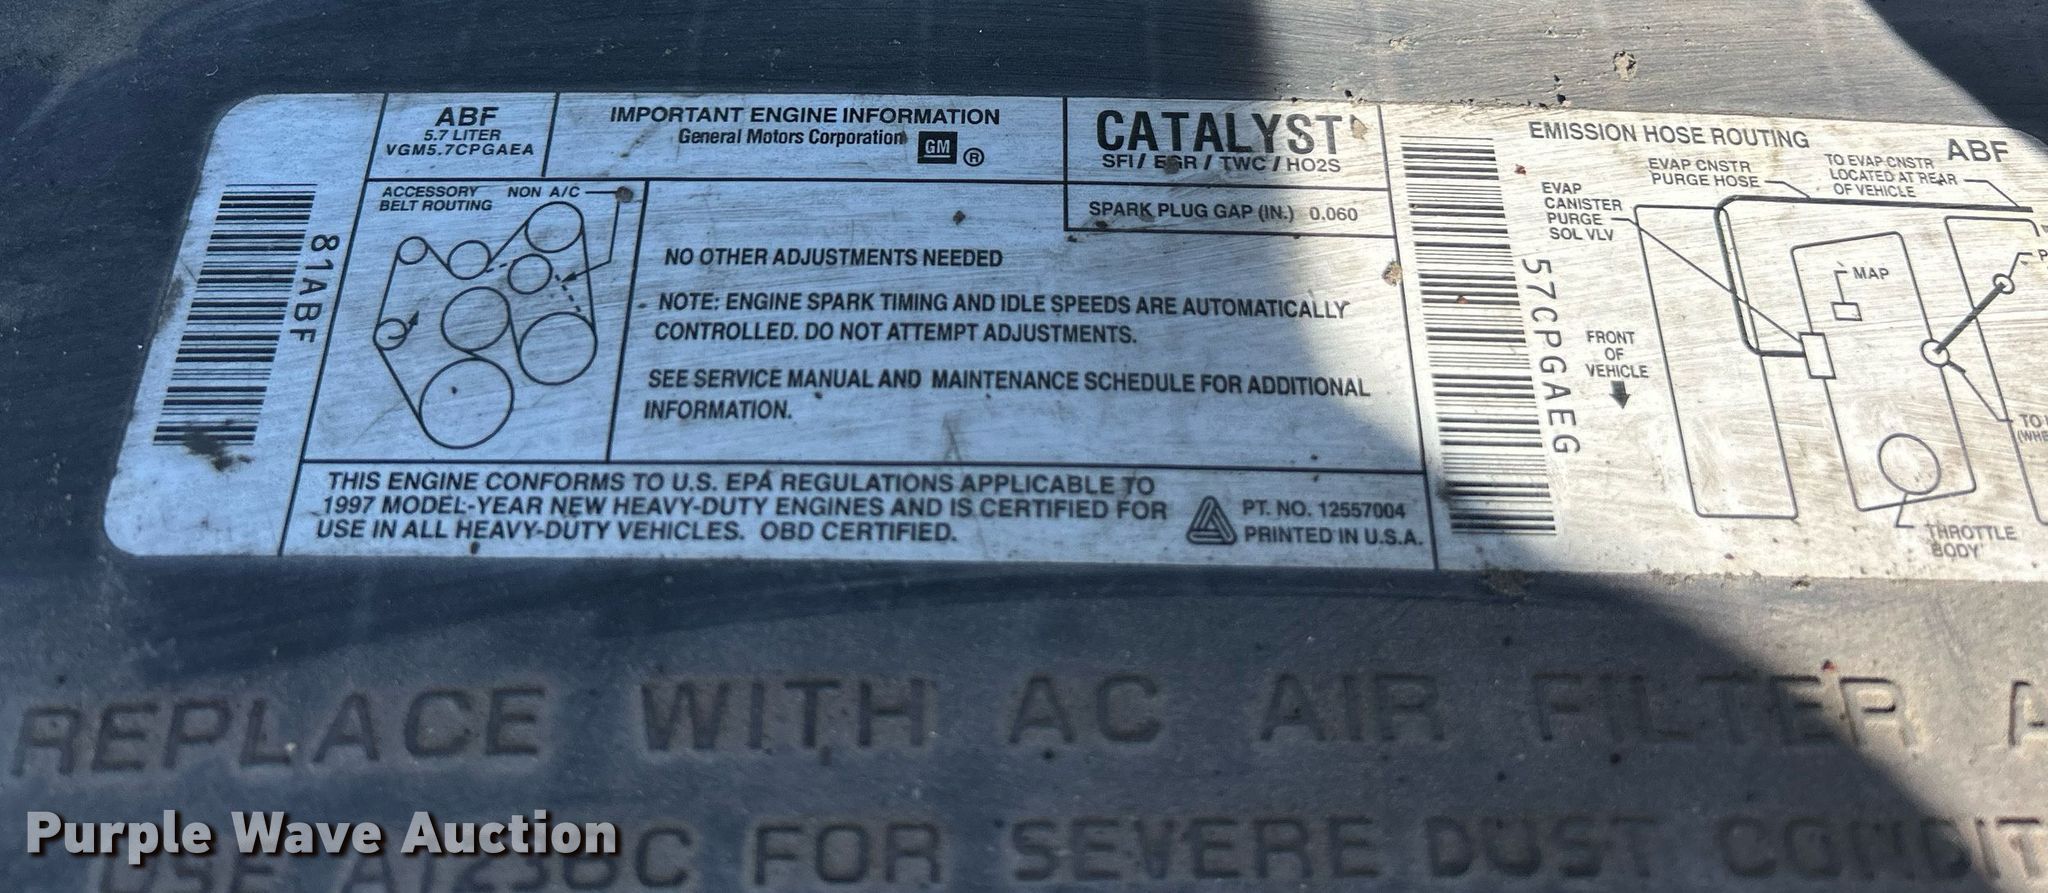 ABF
5.7 LITER
VGM5.7CPGAEA
IMPORTANT ENGINE INFORMATION
General Motors Corporation
GM ®
CATALYST
SFI / EGR / TWC / HO2S
SPARK PLUG GAP (IN.) 0.060
ACCESSORY
BELT ROUTING
NON A/C
81ABF
NO OTHER ADJUSTMENTS NEEDED
NOTE: ENGINE SPARK TIMING AND IDLE SPEEDS ARE AUTOMATICALLY
CONTROLLED. DO NOT ATTEMPT ADJUSTMENTS.
SEE SERVICE MANUAL AND MAINTENANCE SCHEDULE FOR ADDITIONAL
INFORMATION.
THIS ENGINE CONFORMS TO U.S. EPA REGULATIONS APPLICABLE TO
1997 MODEL-YEAR NEW HEAVY-DUTY ENGINES AND IS CERTIFIED FOR
USE IN ALL HEAVY-DUTY VEHICLES. OBD CERTIFIED.
PT. NO. 12557004
PRINTED IN U.S.A.
57CPGAEG
EMISSION HOSE ROUTING
ABF
EVAP CNSTR
PURGE HOSE
TO EVAP CNSTR
LOCATED AT REAR
OF VEHICLE
EVAP
CANISTER
PURGE
SOL VLV
MAP
FRONT
OF
VEHICLE
TO
THROTTLE
BODY
REPLACE WITH AC AIR FILTER
USE FOR SEVERE DUST
Purple Wave Auction